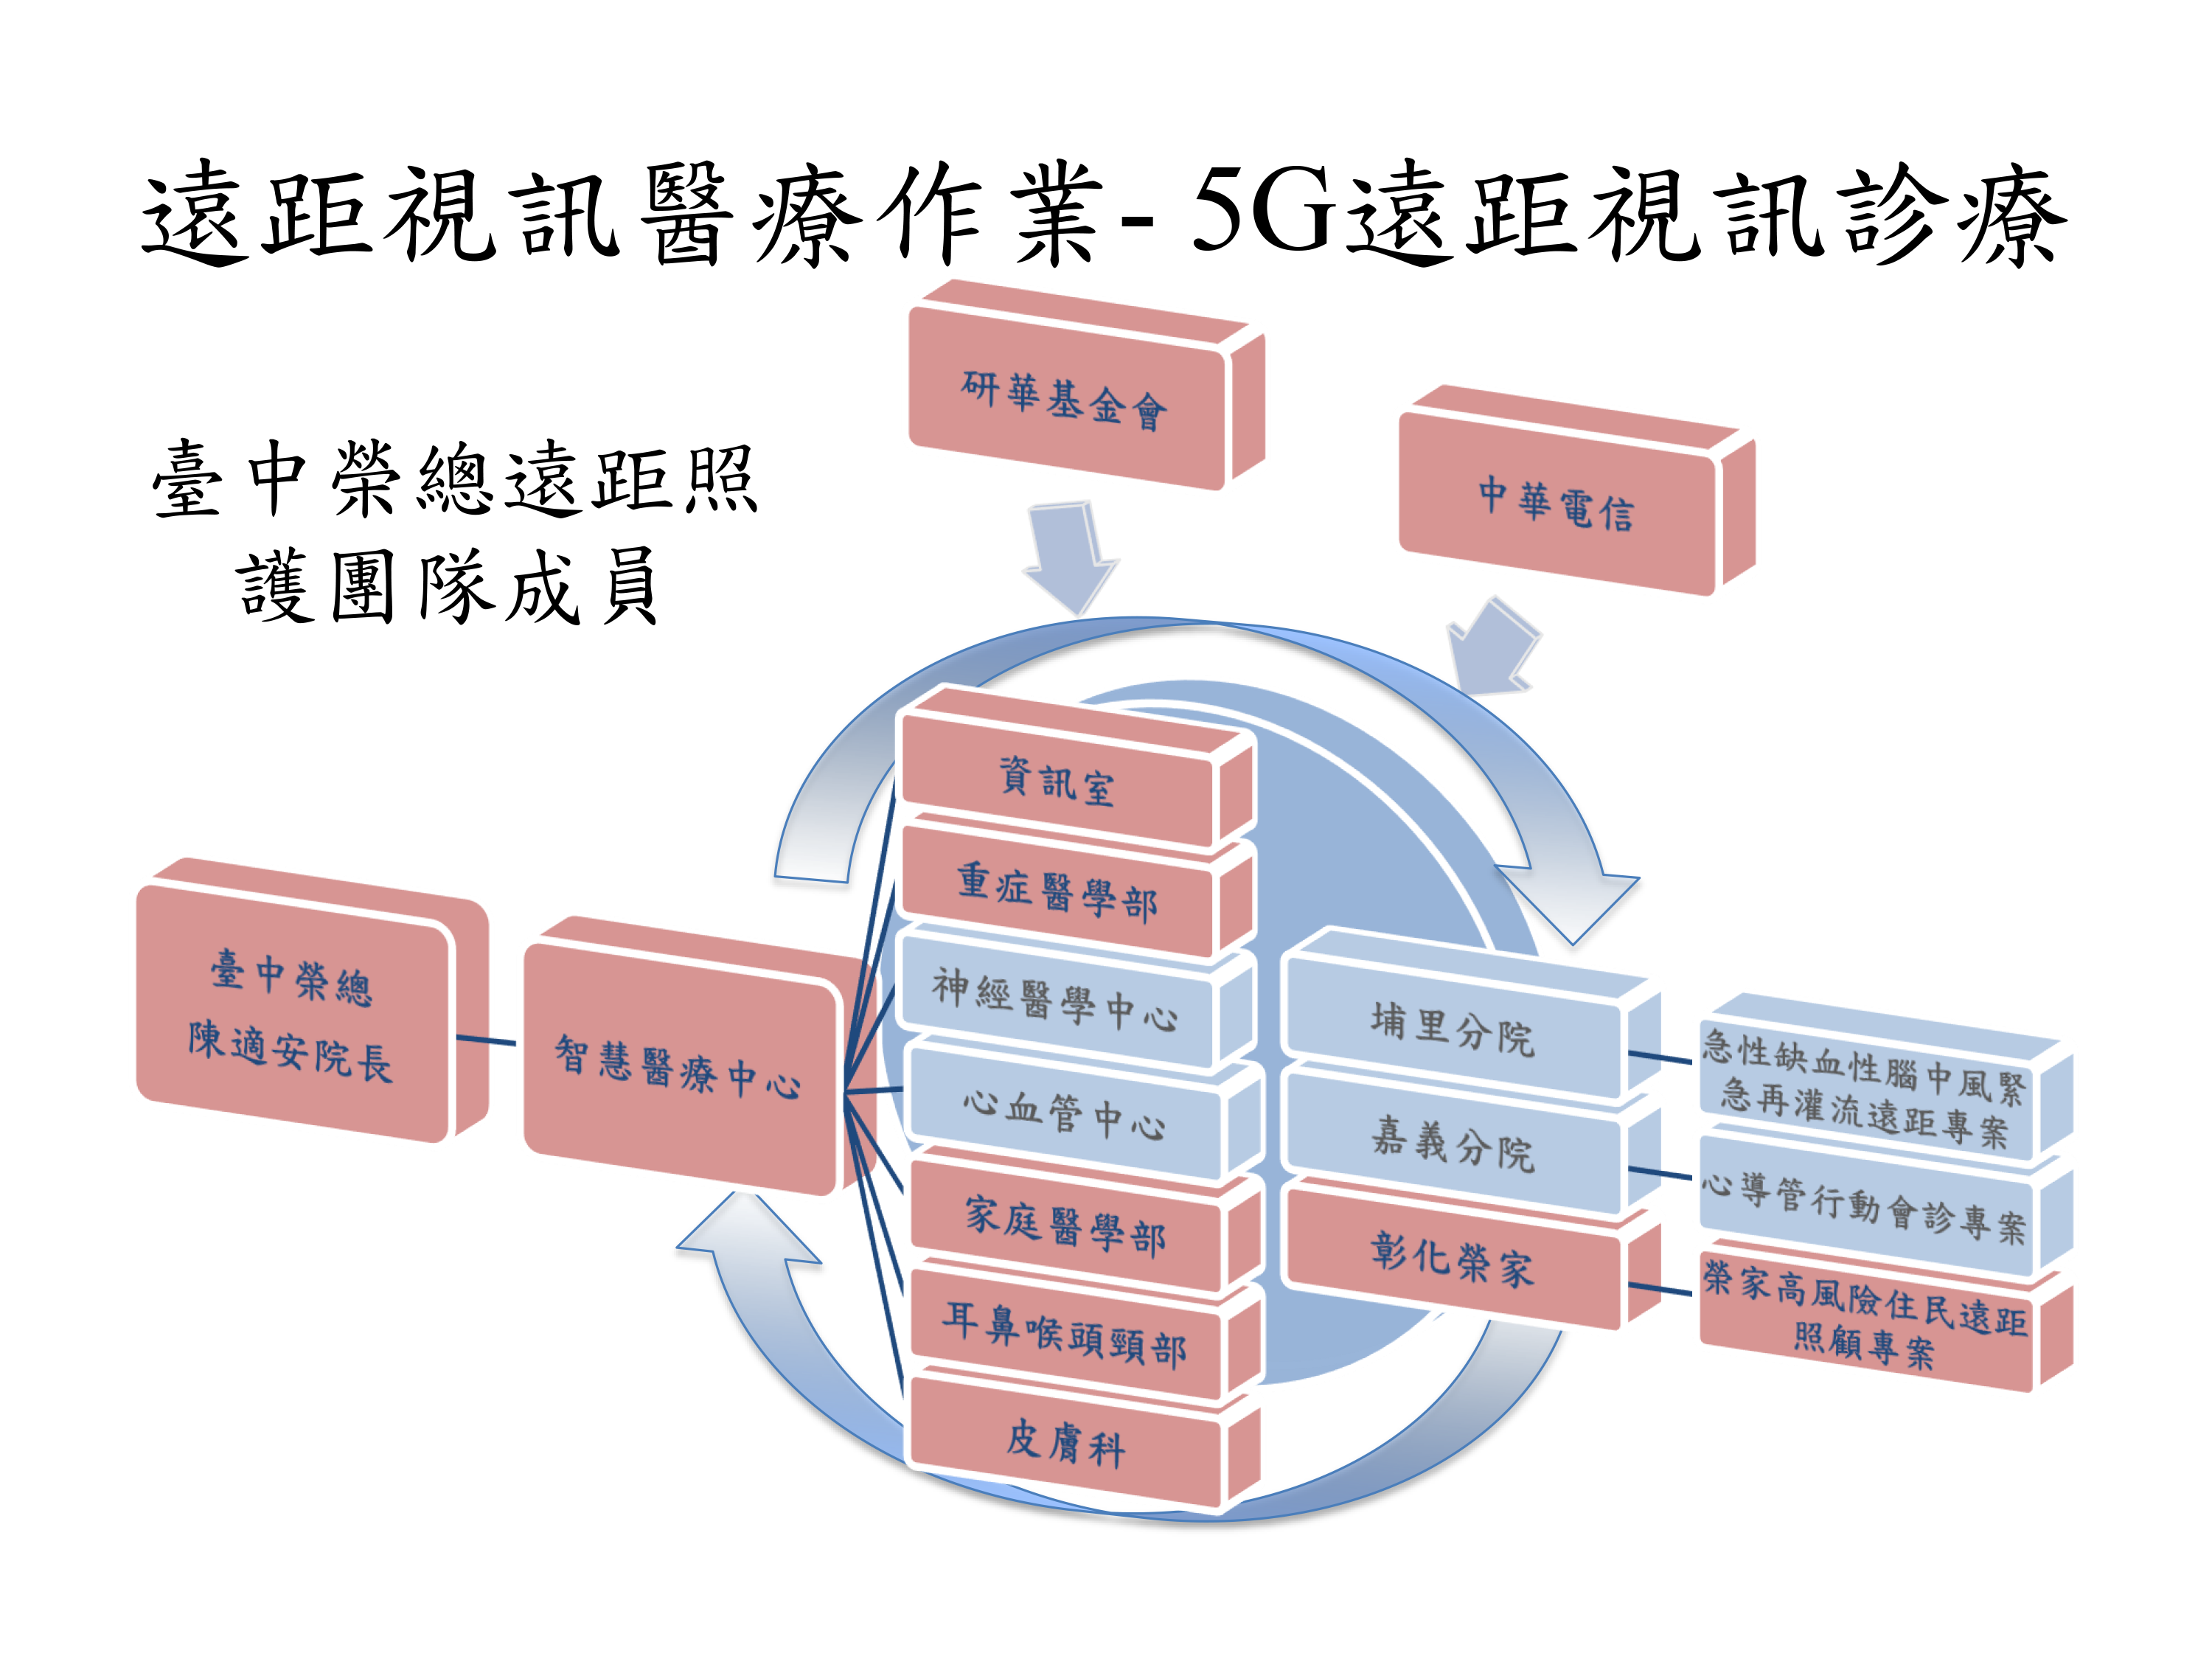 遠距視訊醫療作業- 5G遠距視訊診療
研華基金會
中華電信
臺中榮總遠距照
護團隊成員
臺中榮總
陳適安院長
智慧醫療中心
資訊室
重症醫學部
神經醫學中心
心血管中心
家庭醫學部
耳鼻喉頭頸部
皮膚科
埔里分院
嘉義分院
彰化榮家
急性缺血性腦中風緊
急再灌流遠距專案
心導管行動會診專案
榮家高風險住民遠距
照顧專案